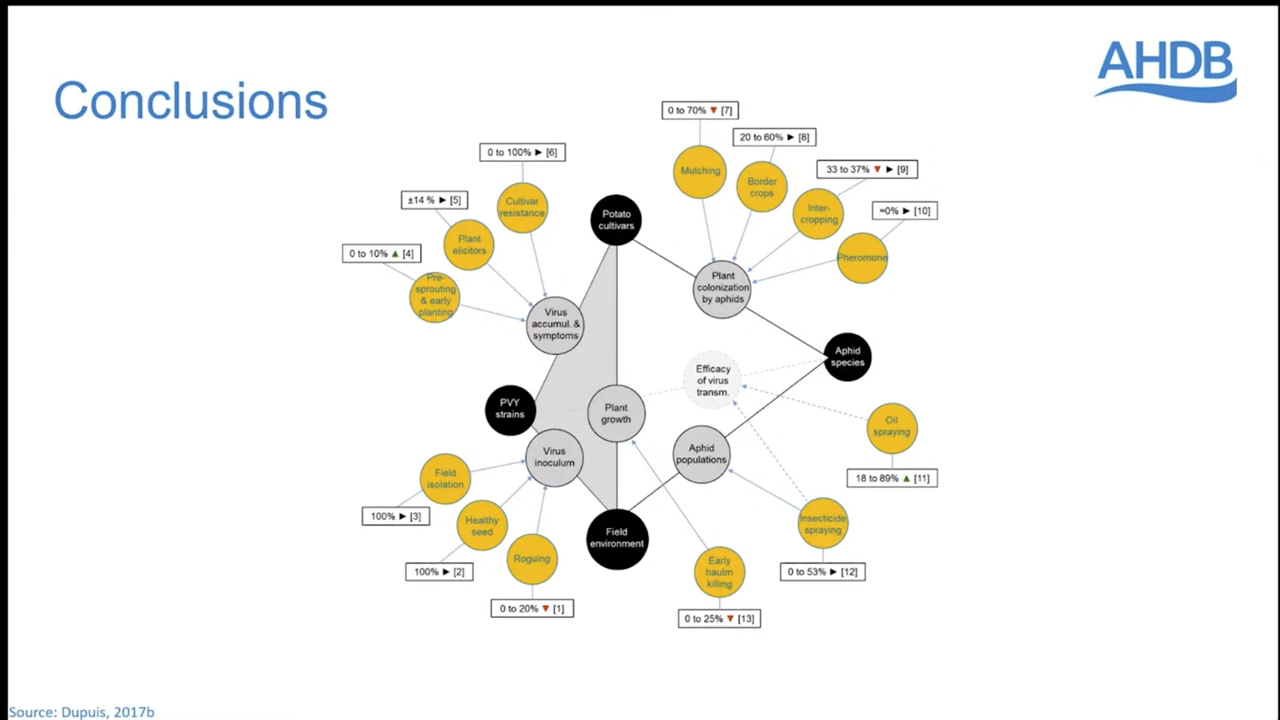 AHDB
Conclusions
0 to 70% ▼ [7]
20 to 60% ► [8]
0 to 100% ► [6]
33 to 37% ▼ ► [9]
Mulching
Border
crops
±14 % ► [5]
Cultivar
resistance
Inter-
cropping
≈0% ► [10]
Potato
cultivars
0 to 10% ▲ [4]
Plant
elicitors
Pheromone
Pre-
sprouting
& early
planting
Plant
colonization
by aphids
Virus
accumul. &
symptoms
Aphid
species
Efficacy
of virus
transm.
PVY
strains
Plant
growth
Oil
spraying
Virus
inoculum
Aphid
populations
Field
isolation
18 to 89% ▲ [11]
100% ► [3]
Healthy
seed
Field
environment
Insecticide
spraying
Roguing
Early
haulm
killing
100% ► [2]
0 to 53% ► [12]
0 to 20% ▼ [1]
0 to 25% ▼ [13]
Source: Dupuis, 2017b